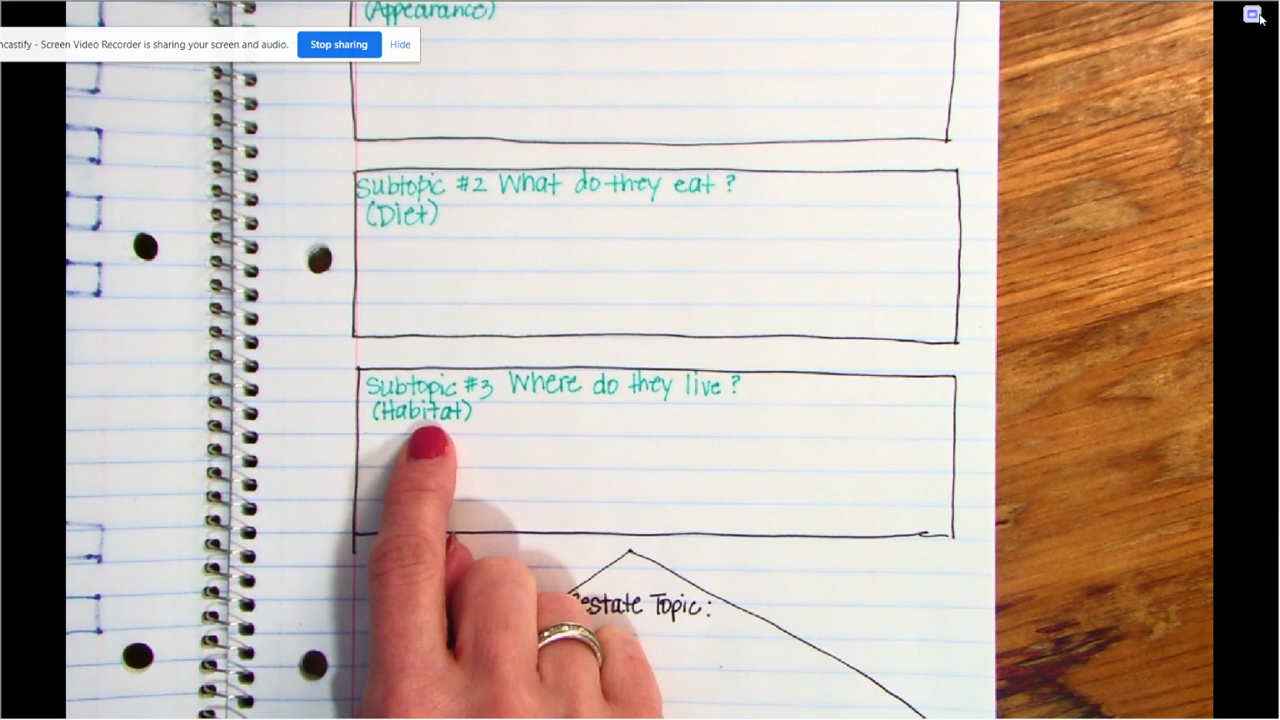 (Appearance)
ncastify - Screen Video Recorder is sharing your screen and audio. Stop sharing Hide
Subtopic #2 What do they eat?
(Diet)
Subtopic #3 Where do they live?
(Habitat)
Restate Topic: